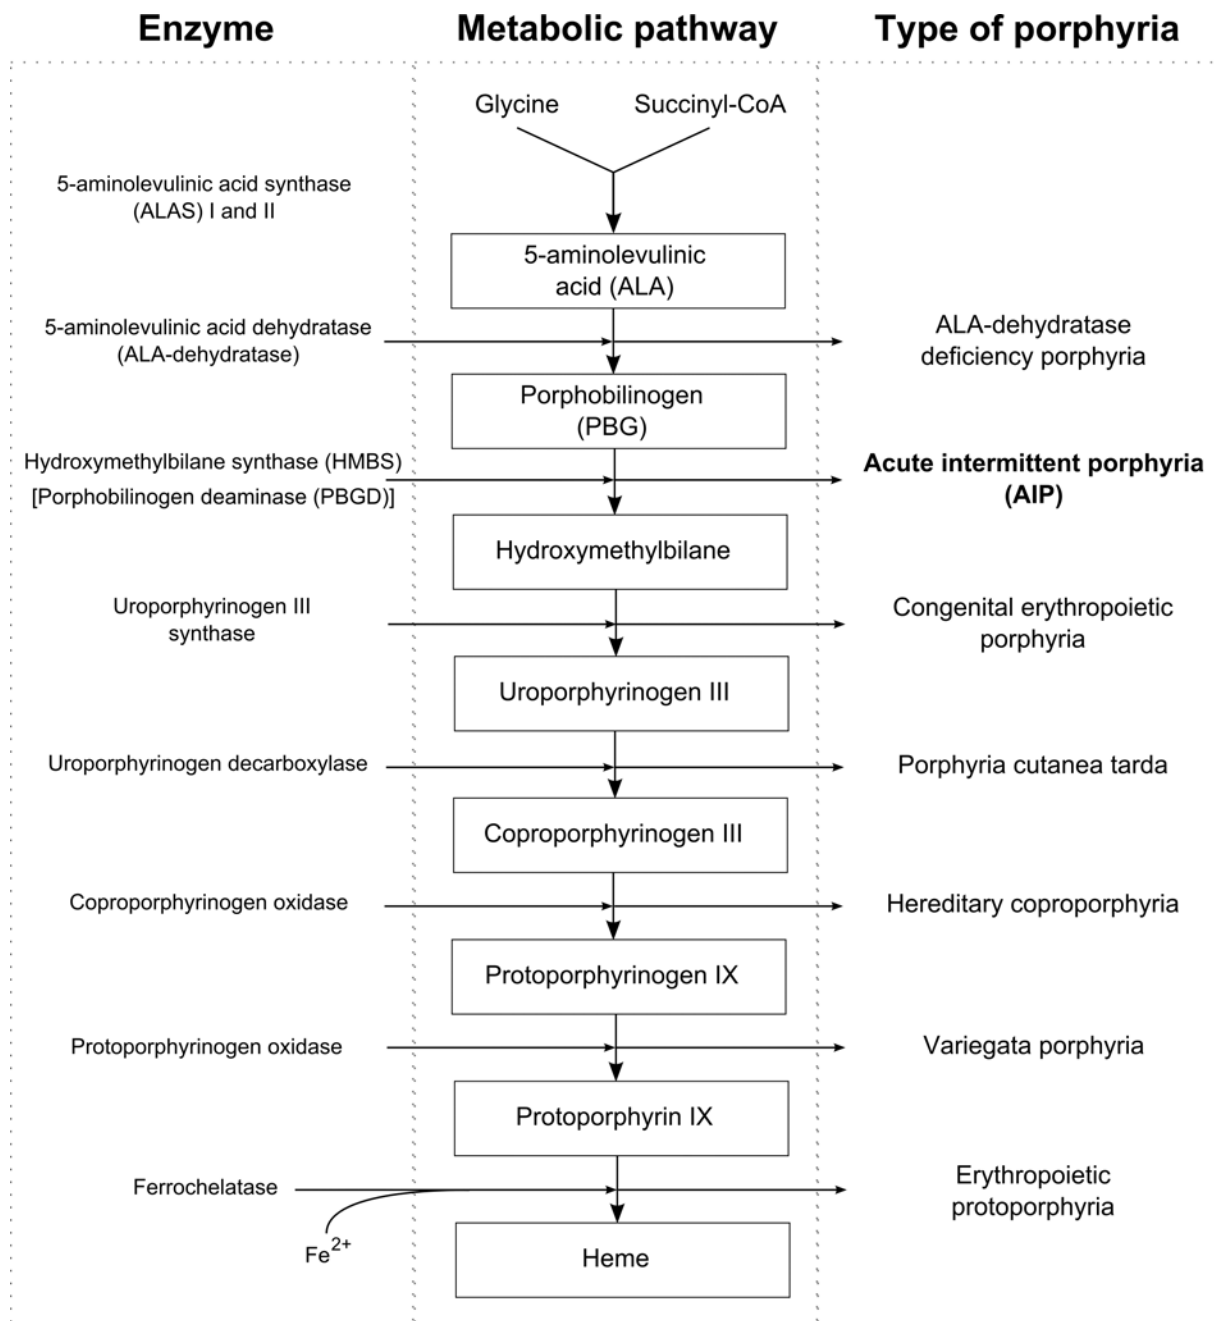 Enzyme
Metabolic pathway
Type of porphyria
Glycine
Succinyl-CoA
5-aminolevulinic acid synthase
(ALAS) I and II
5-aminolevulinic
acid (ALA)
5-aminolevulinic acid dehydratase
(ALA-dehydratase)
ALA-dehydratase
deficiency porphyria
Porphobilinogen
(PBG)
Hydroxymethylbilane synthase (HMBS)
[Porphobilinogen deaminase (PBGD)]
Acute intermittent porphyria
(AIP)
Hydroxymethylbilane
Uroporphyrinogen III
synthase
Congenital erythropoietic
porphyria
Uroporphyrinogen III
Uroporphyrinogen decarboxylase
Porphyria cutanea tarda
Coproporphyrinogen III
Coproporphyrinogen oxidase
Hereditary coproporphyria
Protoporphyrinogen IX
Protoporphyrinogen oxidase
Variegata porphyria
Protoporphyrin IX
Ferrochelatase
Fe2+
Erythropoietic
protoporphyria
Heme